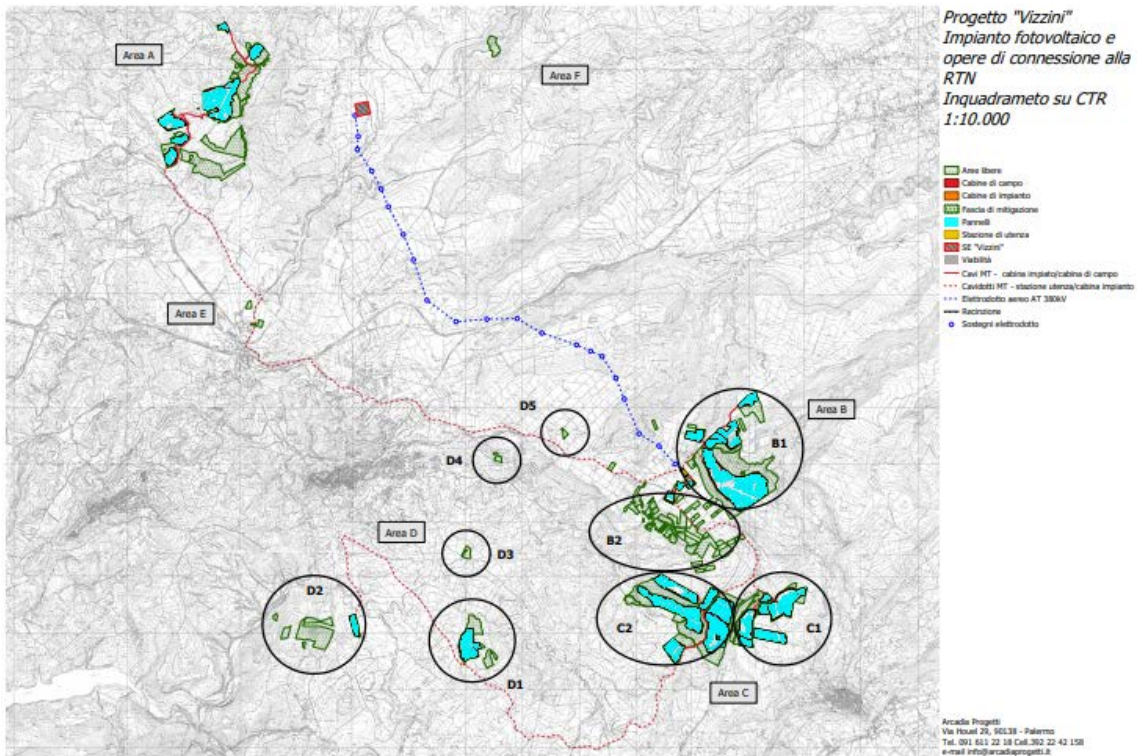 Progetto "Vizzini"
Impianto fotovoltaico e
opere di connessione alla
RTN
Inquadrameto su CTR
1:10.000
Area libere
Cabine di campo
Cabine di impianto
Fascia di mitigazione
Pannelli
Stazione di utenza
SE "Vizzini"
Viabilità
Cavi MT - cabina impiato/cabina di campo
Cavidotti MT - stazione utenza/cabina impianto
Elettrodotto aereo AT 380kV
Recinzione
Sostegni elettrodotto
Area A
Area F
Area E
Area B
B1
D5
D4
B2
Area D
D3
D2
C2
C1
D1
Area C
Arcadia Progetti
Via Houel 29, 90138 - Palermo
Tel. 091 611 22 18 Cell.392 22 42 158
e-mail info@arcadiaprogetti.it